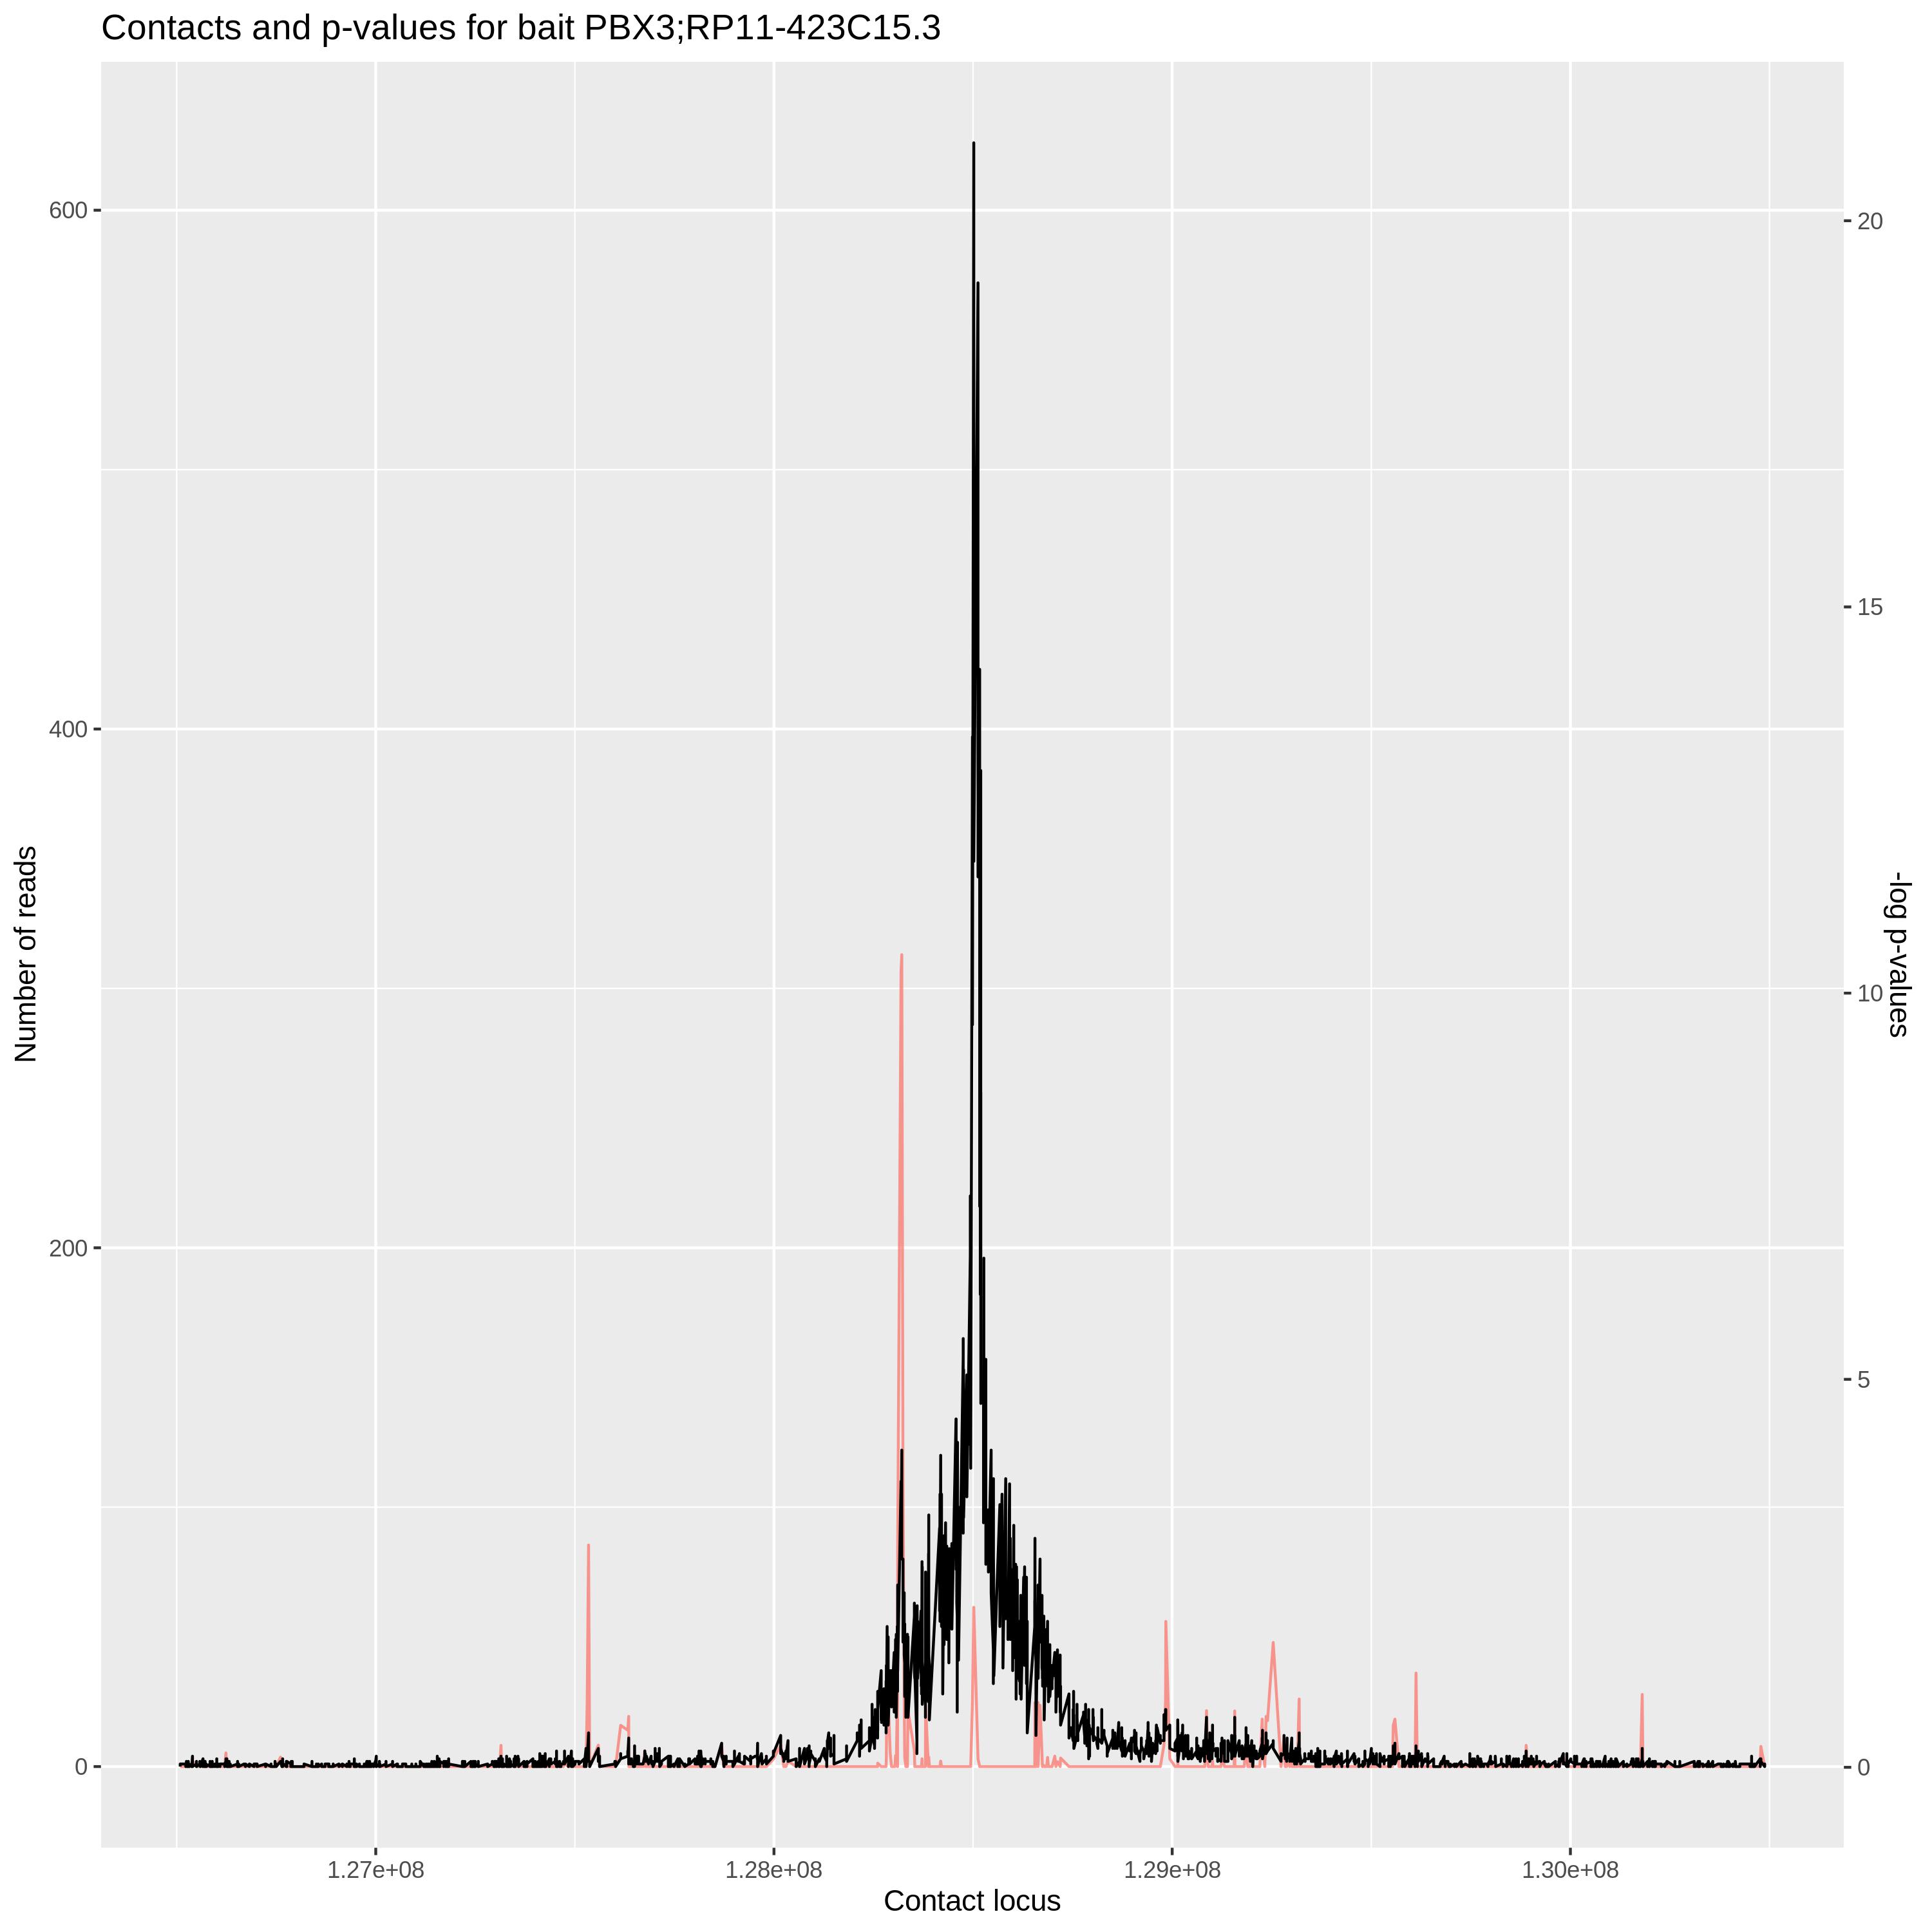 Contacts and p-values for bait PBX3;RP11-423C15.3
600
400
200
0
Number of reads
20
15
10
5
0
-log p-values
1.27e+08
1.28e+08
1.29e+08
1.30e+08
Contact locus